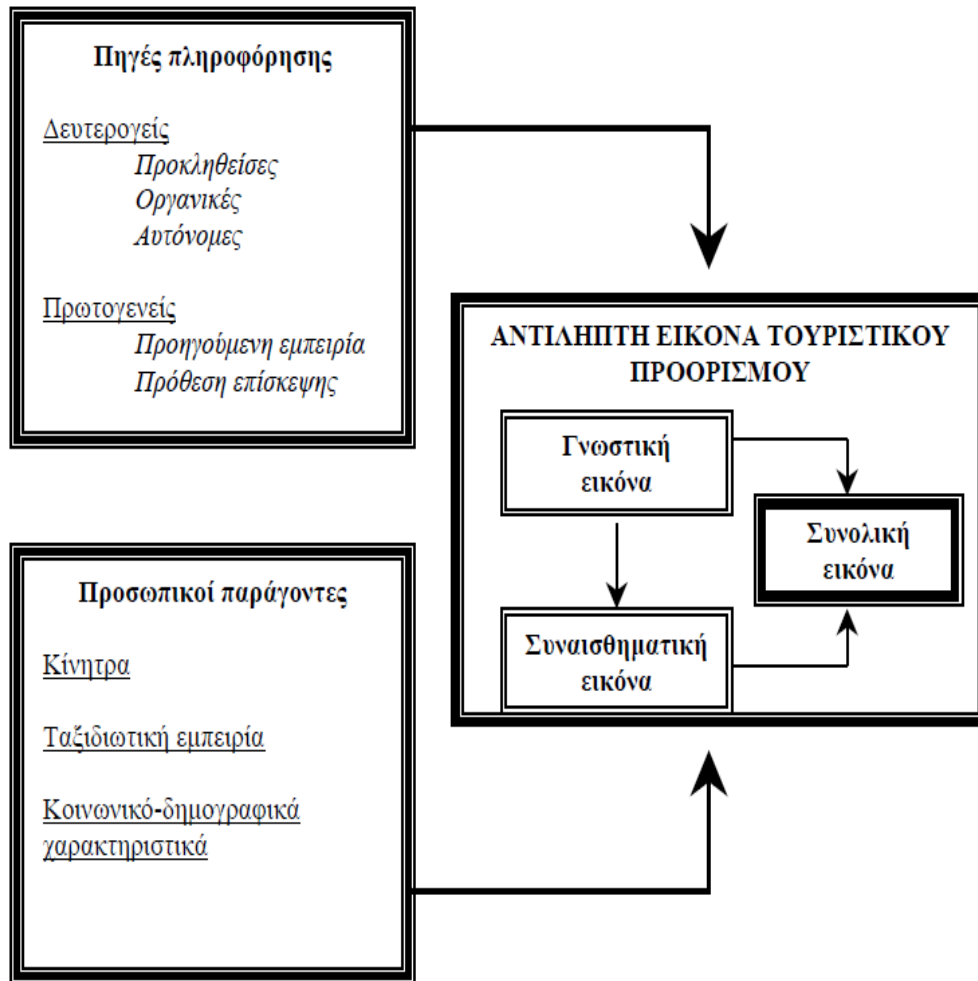 Πηγές πληροφόρησης
Δευτερογείς
Προκληθείσες
Οργανικές
Αυτόνομες
Πρωτογενείς
Προηγούμενη εμπειρία
Πρόθεση επίσκεψης
ΑΝΤΙΛΗΠΤΗ ΕΙΚΟΝΑ ΤΟΥΡΙΣΤΙΚΟΥ
ΠΡΟΟΡΙΣΜΟΥ
Γνωστική
εικόνα
Συνολική
εικόνα
Συναισθηματική
εικόνα
Προσωπικοί παράγοντες
Κίνητρα
Ταξιδιωτική εμπειρία
Κοινωνικό-δημογραφικά
χαρακτηριστικά